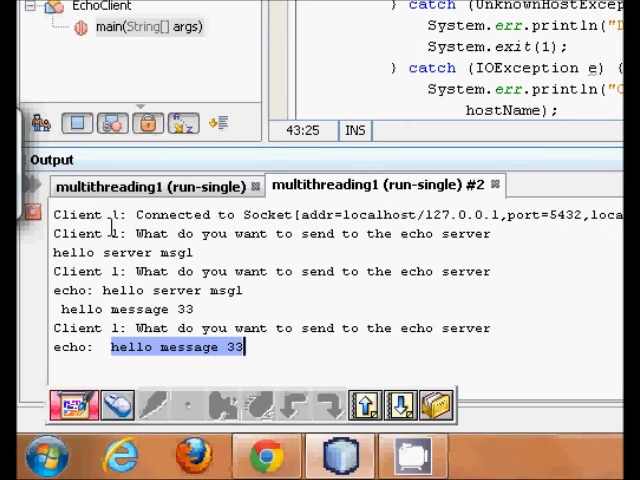 EchoClient
main(String[] args)
} catch (UnknownHostExcep
System.err.println("D
System.exit(1);
} catch (IOException e) {
System.err.println("C
hostName);
43:25 INS
Output
multithreading1 (run-single) multithreading1 (run-single) #2
Client 1: Connected to Socket[addr=localhost/127.0.0.1,port=5432,loca
Client 1: What do you want to send to the echo server
hello server msg1
Client 1: What do you want to send to the echo server
echo: hello server msg1
hello message 33
Client 1: What do you want to send to the echo server
echo: hello message 33